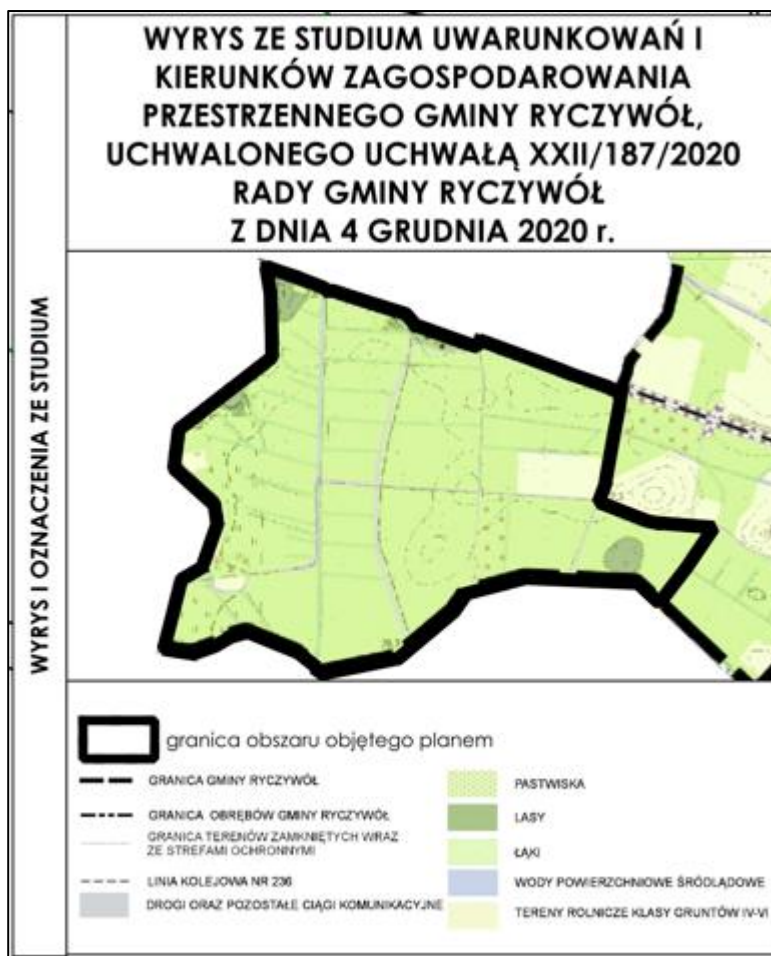 WYRYS ZE STUDIUM UWARUNKOWAŃ I
KIERUNKÓW ZAGOSPODAROWANIA
PRZESTRZENNEGO GMINY RYCZYWÓŁ,
UCHWALONEGO UCHWAŁĄ XXII/187/2020
RADY GMINY RYCZYWÓŁ
Z DNIA 4 GRUDNIA 2020 r.
WYRYS I OZNACZENIA ZE STUDIUM
granica obszaru objętego planem
GRANICA GMINY RYCZYWÓŁ
GRANICA OBRĘBÓW GMINY RYCZYWÓŁ
GRANICA TERENÓW ZAMKNIĘTYCH WRAZ
ZE STREFAMI OCHRONNYMI
LINIA KOLEJOWA NR 236
DROGI ORAZ POZOSTAŁE CIĄGI KOMUNIKACYJNE
PASTWISKA
LASY
ŁĄKI
WODY POWIERZCHNIOWE ŚRÓDLĄDOWE
TERENY ROLNICZE KLASY GRUNTÓW IV-VI